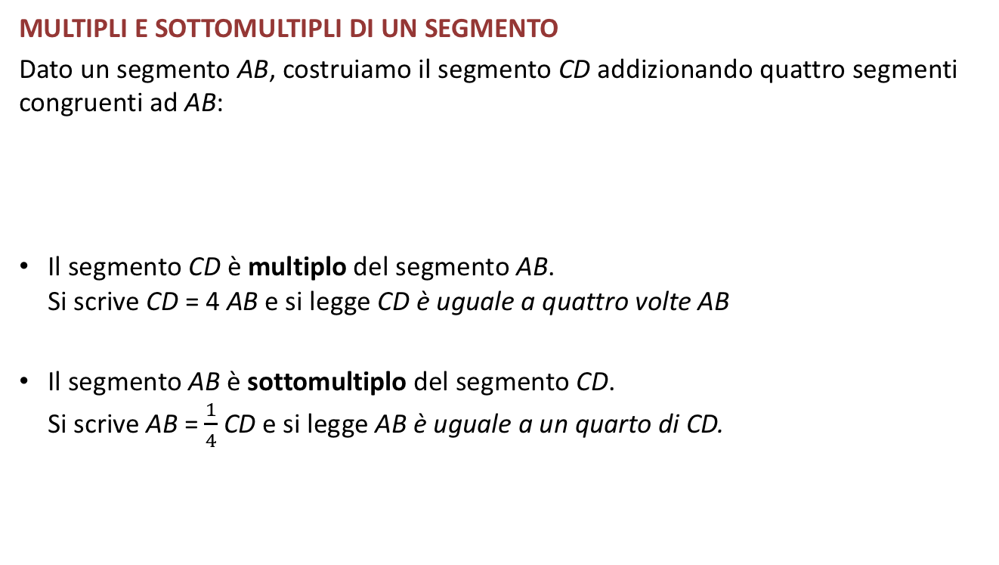 MULTIPLI E SOTTOMULTIPLI DI UN SEGMENTO
Dato un segmento AB, costruiamo il segmento CD addizionando quattro segmenti
congruenti ad AB:
• Il segmento CD è multiplo del segmento AB.
Si scrive CD = 4 AB e si legge CD è uguale a quattro volte AB
• Il segmento AB è sottomultiplo del segmento CD.
Si scrive AB = 1/4 CD e si legge AB è uguale a un quarto di CD.